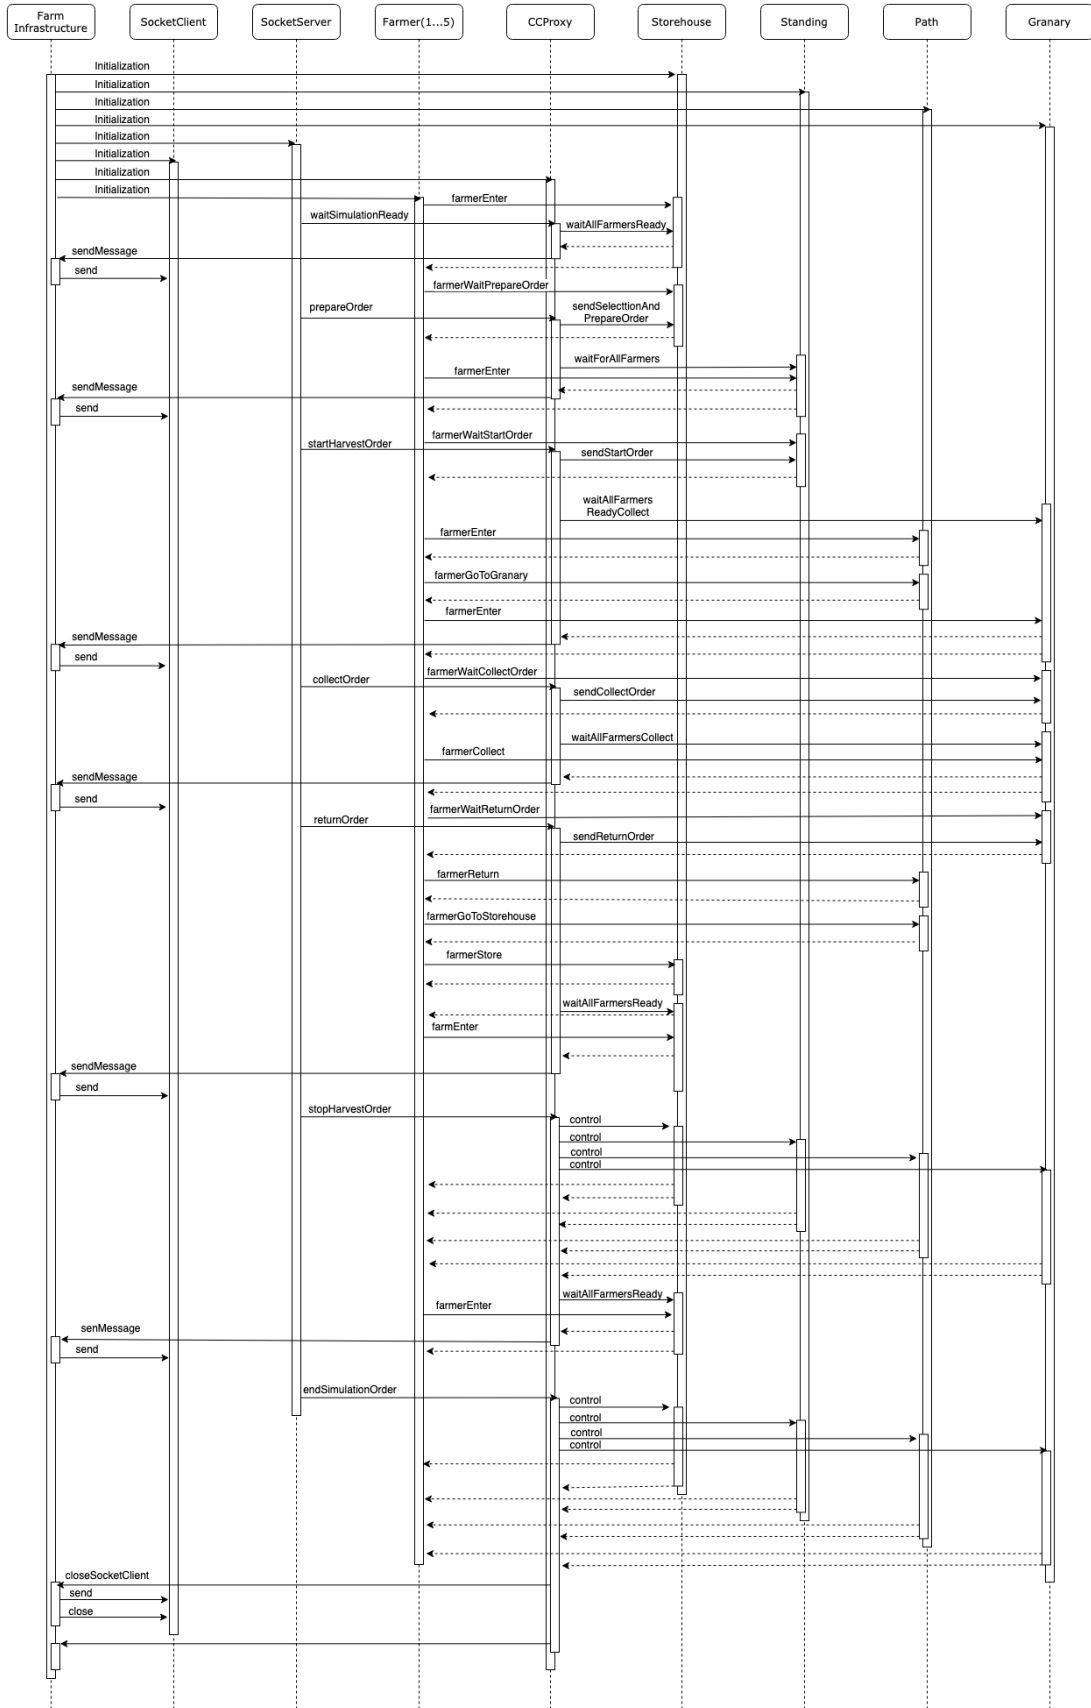 Farm
Infrastructure
SocketClient
SocketServer
Farmer(1...5)
CCProxy
Storehouse
Standing
Path
Granary
Initialization
Initialization
Initialization
Initialization
Initialization
Initialization
Initialization
Initialization
farmerEnter
waitSimulationReady
waitAllFarmersReady
sendMessage
send
farmerWaitPrepareOrder
prepareOrder
sendSelecttionAnd
PrepareOrder
waitForAllFarmers
farmerEnter
sendMessage
send
farmerWaitStartOrder
startHarvestOrder
sendStartOrder
waitAllFarmers
ReadyCollect
farmerEnter
farmerGoToGranary
farmerEnter
sendMessage
send
farmerWaitCollectOrder
collectOrder
sendCollectOrder
waitAllFarmersCollect
farmerCollect
sendMessage
send
farmerWaitReturnOrder
returnOrder
sendReturnOrder
farmerReturn
farmerGoToStorehouse
farmerStore
waitAllFarmersReady
farmEnter
sendMessage
send
stopHarvestOrder
control
control
control
control
waitAllFarmersReady
farmerEnter
senMessage
send
endSimulationOrder
control
control
control
control
closeSocketClient
send
close